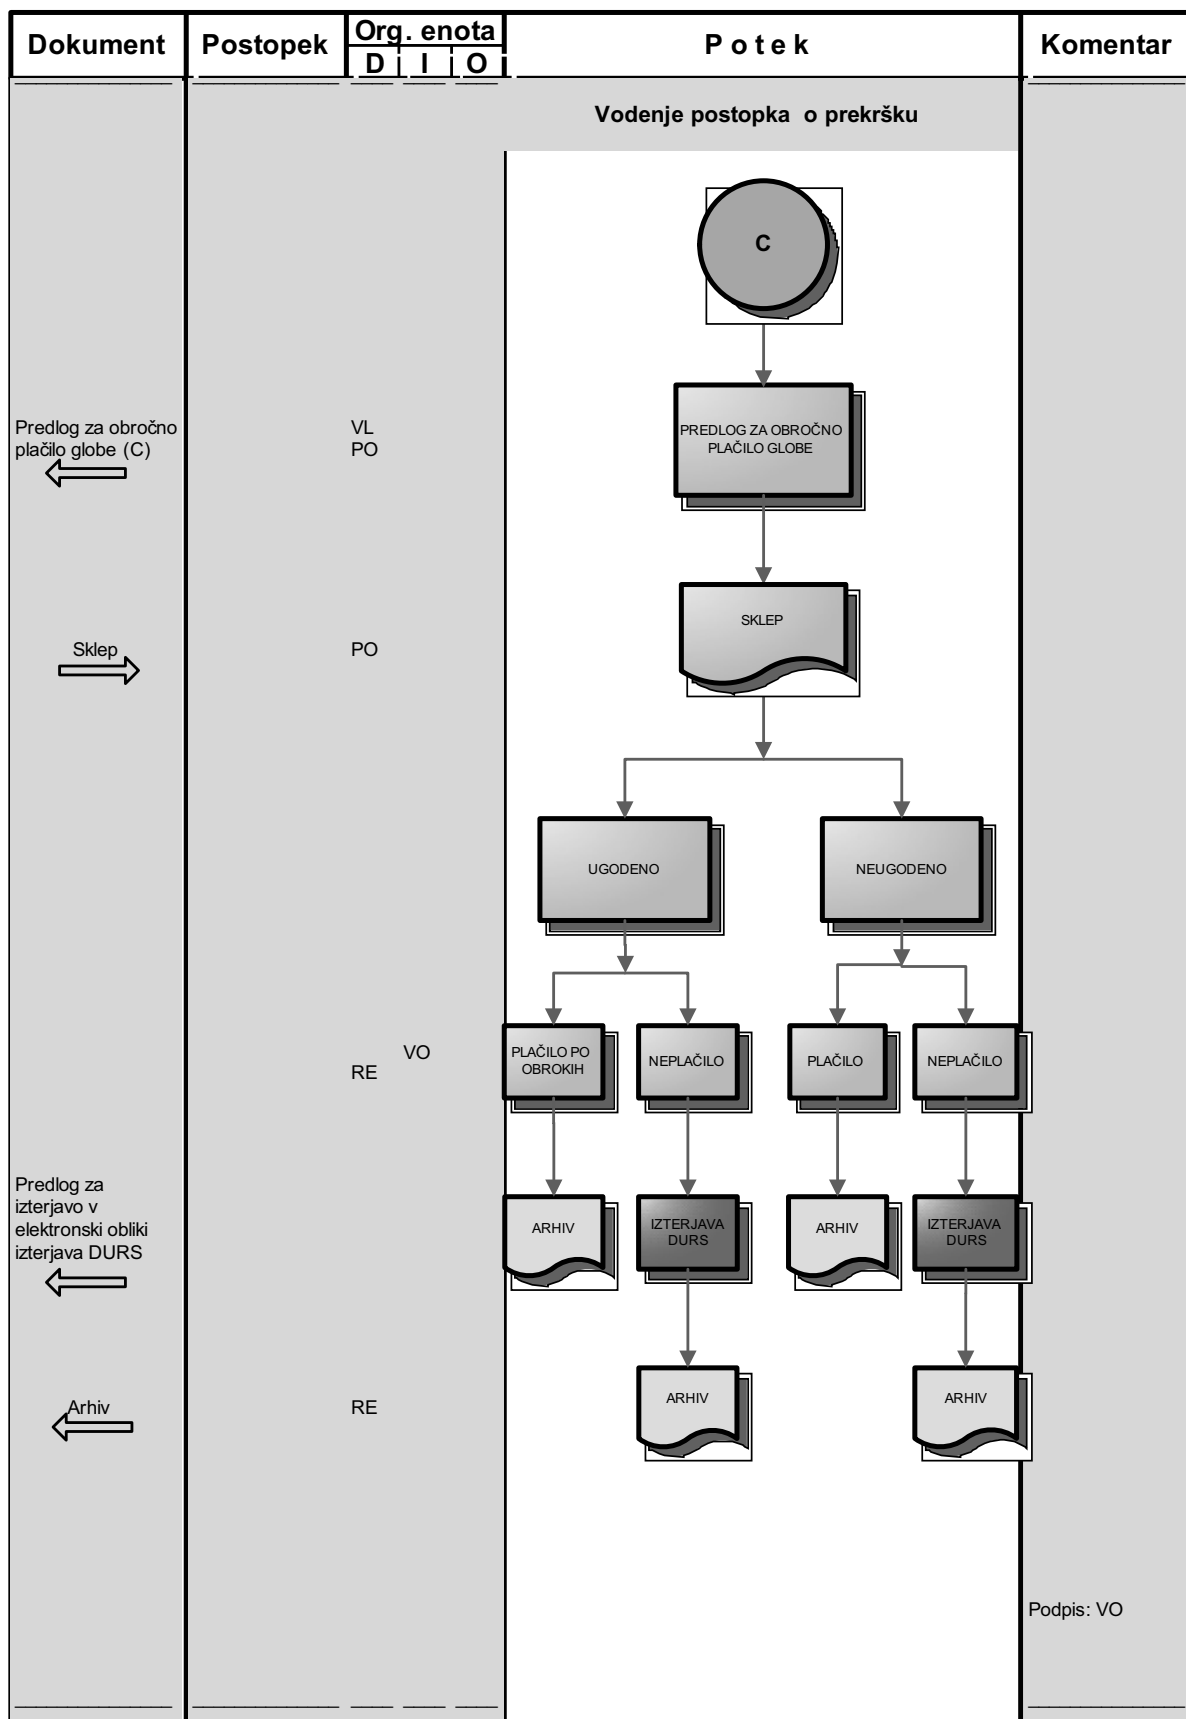 Dokument
Postopek
Org. enota
D I O
Potek
Komentar
Vodenje postopka o prekršku
C
Predlog za obročno
plačilo globe (C)
VL
PO
PREDLOG ZA OBROČNO
PLAČILO GLOBE
Sklep
PO
SKLEP
UGODENO
NEUGODENO
RE
VO
PLAČILO PO
OBROKIH
NEPLAČILO
PLAČILO
NEPLAČILO
Predlog za
izterjavo v
elektronski obliki
izterjava DURS
ARHIV
IZTERJAVA
DURS
ARHIV
IZTERJAVA
DURS
Arhiv
RE
ARHIV
ARHIV
Podpis: VO